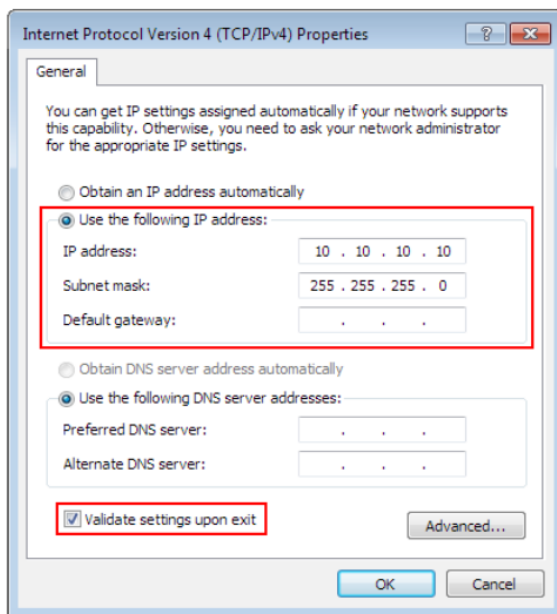 Internet Protocol Version 4 (TCP/IPv4) Properties
General
You can get IP settings assigned automatically if your network supports
this capability. Otherwise, you need to ask your network administrator
for the appropriate IP settings.
Obtain an IP address automatically
Use the following IP address:
IP address: 10 . 10 . 10 . 10
Subnet mask: 255 . 255 . 255 . 0
Default gateway: . . .
Obtain DNS server address automatically
Use the following DNS server addresses:
Preferred DNS server: . . .
Alternate DNS server: . . .
Validate settings upon exit
Advanced...
OK Cancel